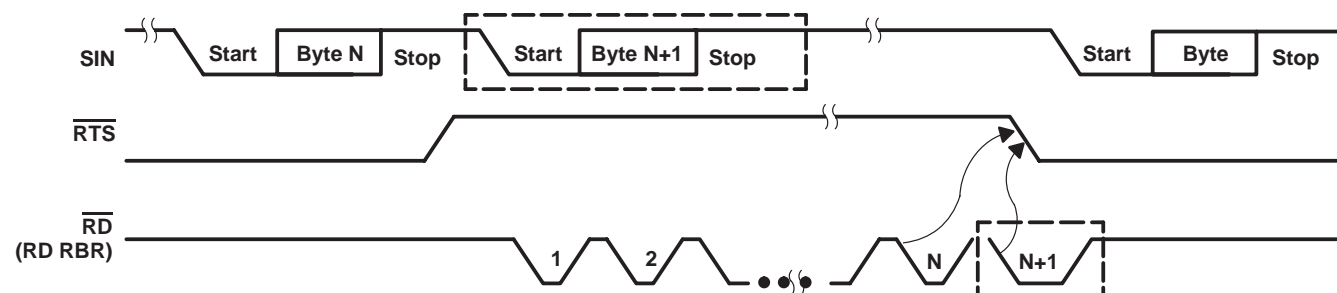 SIN
Start
Byte N
Stop
Start
Byte N+1
Stop
Start
Byte
Stop
RTS
RD
(RD RBR)
1
2
N
N+1